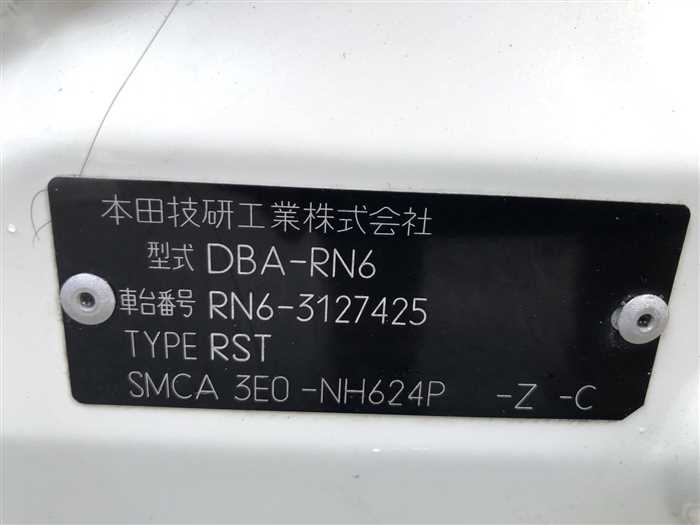 本田技研工業株式会社
型式 DBA-RN6
車台番号 RN6-3127425
TYPE RST
SMCA 3E0 -NH624P -Z -C